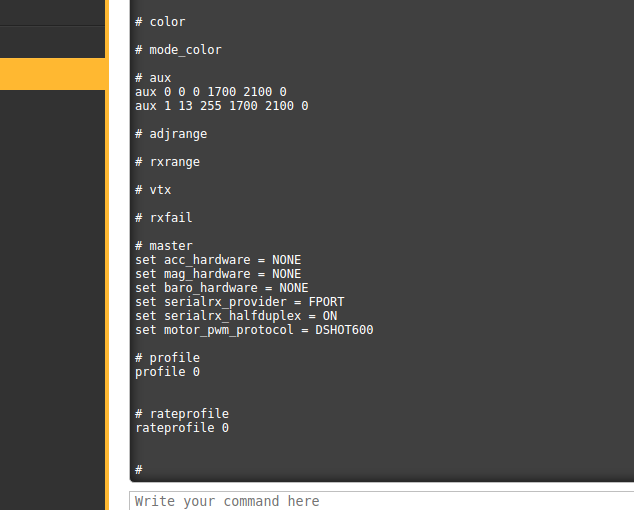 # color
# mode_color
# aux
aux 0 0 0 1700 2100 0
aux 1 13 255 1700 2100 0
# adjrange
# rxrange
# vtx
# rxfail
# master
set acc_hardware = NONE
set mag_hardware = NONE
set baro_hardware = NONE
set serialrx_provider = FPORT
set serialrx_halfduplex = ON
set motor_pwm_protocol = DSHOT600
# profile
profile 0
# rateprofile
rateprofile 0
#
Write your command here